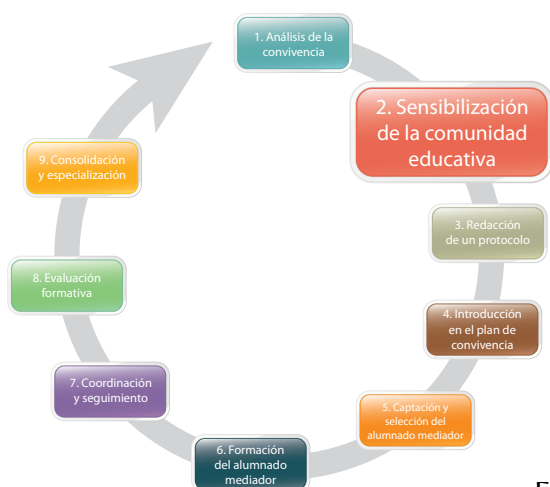 1. Análisis de la
convivencia
2. Sensibilización
de la comunidad
educativa
3. Redacción
de un protocolo
4. Introducción
en el plan de
convivencia
5. Captación y
selección del
alumnado mediador
6. Formación
del alumnado
mediador
7. Coordinación
y seguimiento
8. Evaluación
formativa
9. Consolidación
y especialización